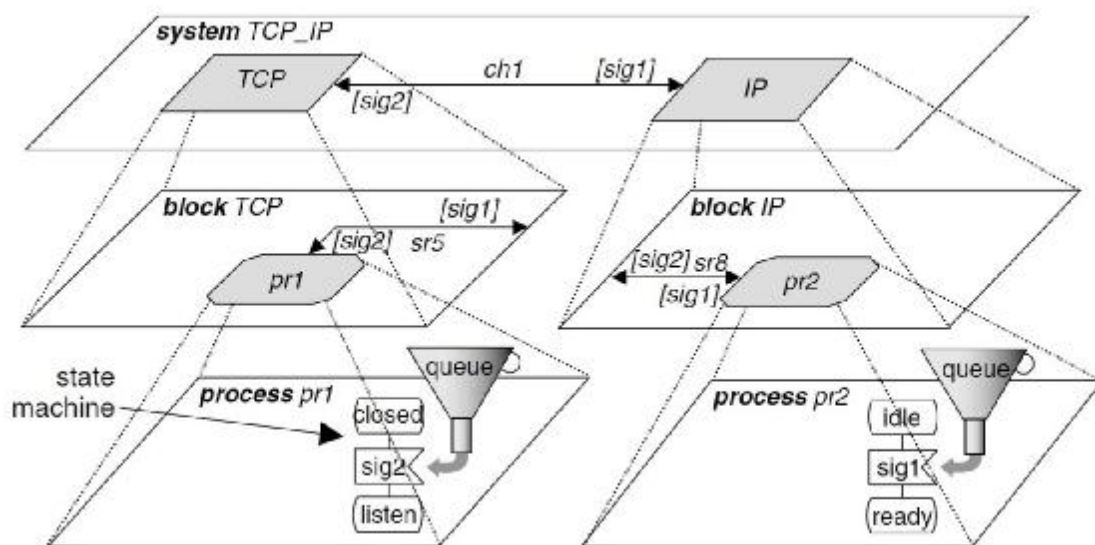 system TCP_IP
TCP
ch1
[sig1]
[sig2]
IP
block TCP
[sig1]
[sig2] sr5
pr1
block IP
[sig2] sr8
[sig1]
pr2
state
machine
process pr1
queue
closed
sig2
listen
process pr2
queue
idle
sig1
ready